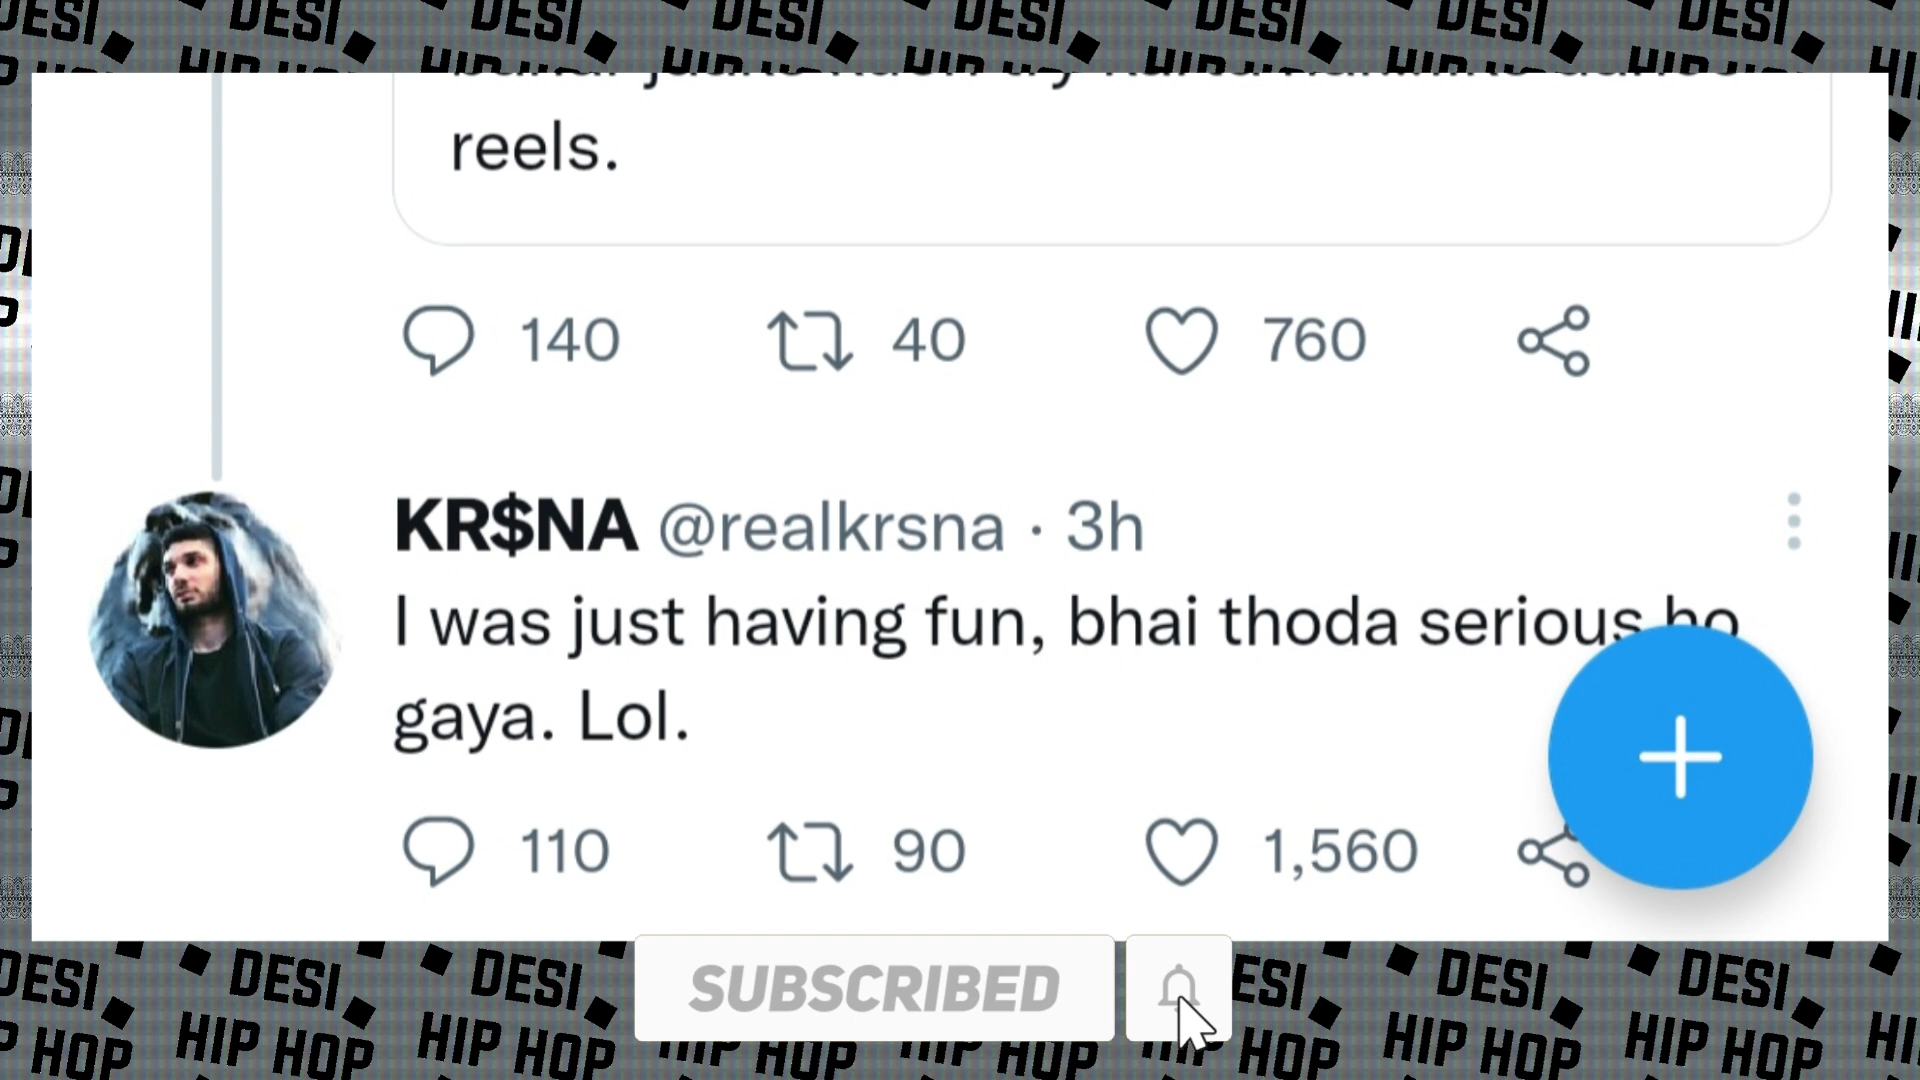 reels.
140 40 760
KR$NA @realkrsna · 3h
I was just having fun, bhai thoda serious ho
gaya. Lol.
110 90 1,560
SUBSCRIBED
DESI
HIP HOP